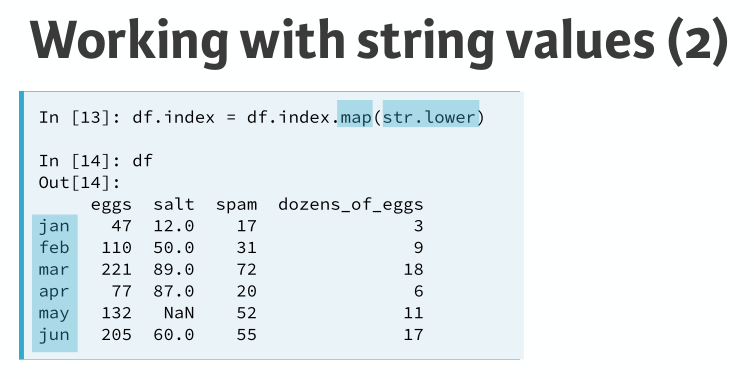 Working with string values (2)
In [13]: df.index = df.index.map(str.lower)
In [14]: df
Out[14]:
     eggs  salt  spam  dozens_of_eggs
jan    47  12.0    17               3
feb   110  50.0    31               9
mar   221  89.0    72              18
apr    77  87.0    20               6
may   132   NaN    52              11
jun   205  60.0    55              17